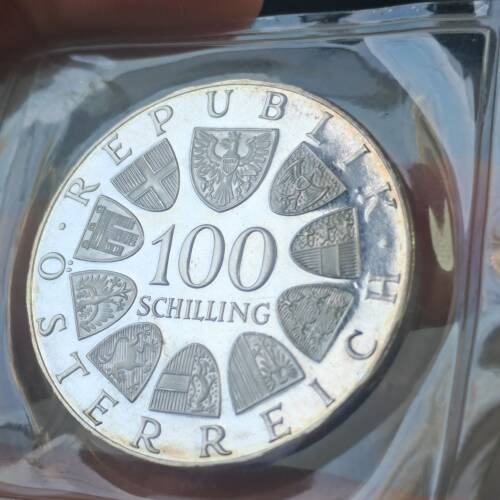 REPUBLIK · ÖSTERREICH ·
100
SCHILLING